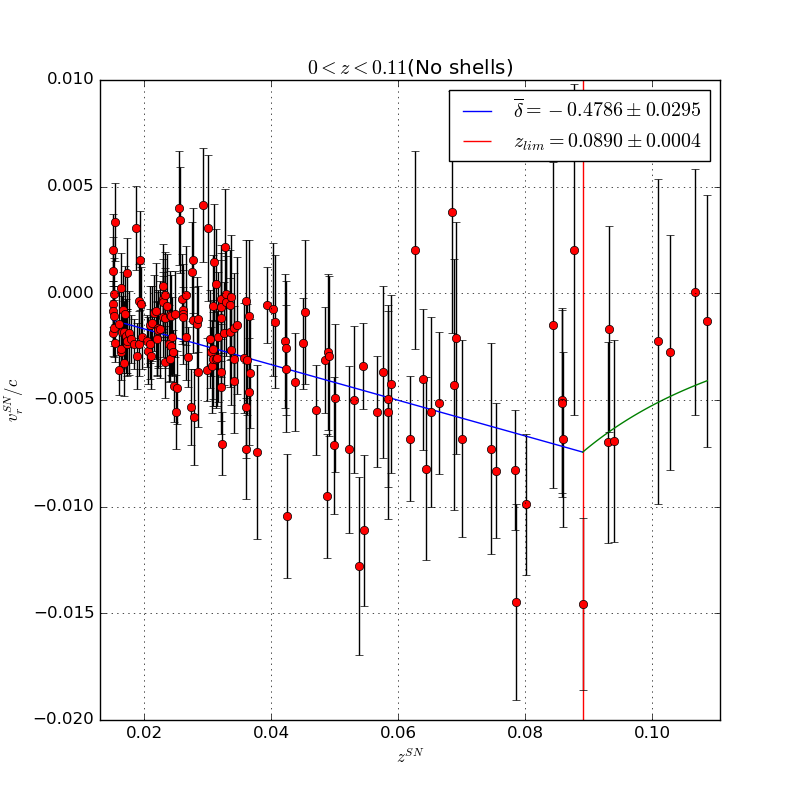 0 < z < 0.11(No shells)
0.010
0.005
0.000
−0.005
−0.010
−0.015
−0.020
v_r^{SN}/c
δ̅ = −0.4786 ± 0.0295
z_{lim} = 0.0890 ± 0.0004
0.02 0.04 0.06 0.08 0.10
z^{SN}